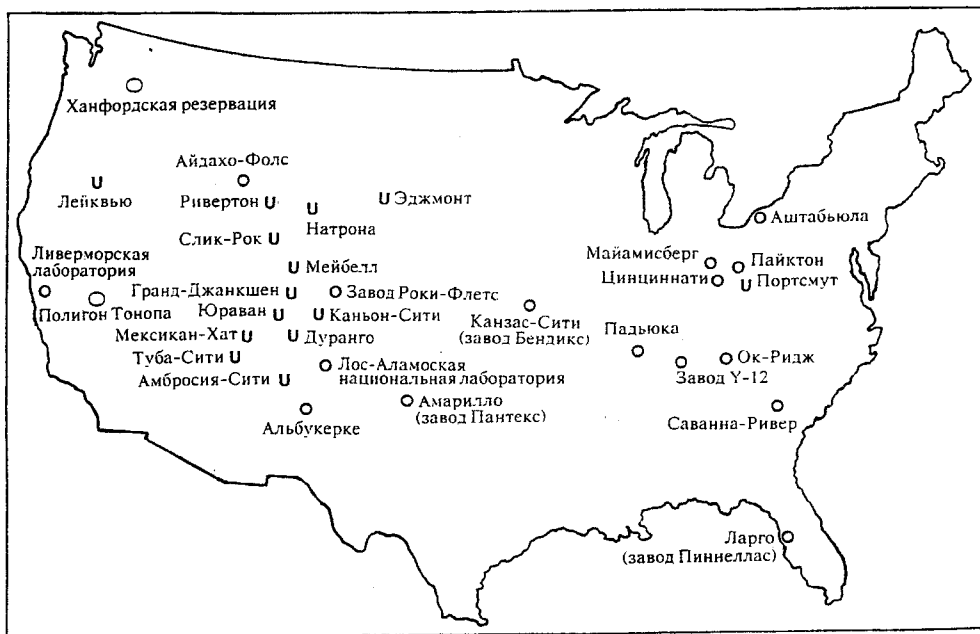 Ханфордская резервация
Айдахо-Фолс
U
Лейквью
Ривертон U
U
Натрона
U Эджмонт
Слик-Рок U
Аштабьюла
Ливерморская
лаборатория
U Мейбелл
Майамисберг
Пайктон
Гранд-Джанкшен U
Завод Роки-Флетс
Цинциннати
U Портсмут
Полигон Тонопа
Юраван U
U Каньон-Сити
Канзас-Сити
(завод Бендикс)
Мексикан-Хат U
U Дуранго
Падьюка
Туба-Сити U
Лос-Аламоская
национальная лаборатория
Ок-Ридж
Завод Y-12
Амбросия-Сити U
Амарилло
(завод Пантекс)
Альбукерке
Саванна-Ривер
Ларго
(завод Пиннеллас)